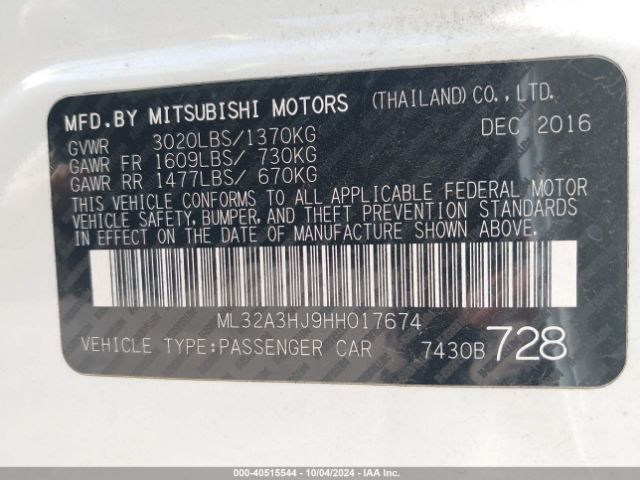 MFD.BY MITSUBISHI MOTORS (THAILAND)CO.,LTD.
GVWR 3020LBS/1370KG DEC 2016
GAWR FR 1609LBS/ 730KG
GAWR RR 1477LBS/ 670KG
THIS VEHICLE CONFORMS TO ALL APPLICABLE FEDERAL MOTOR
VEHICLE SAFETY, BUMPER, AND THEFT PREVENTION STANDARDS
IN EFFECT ON THE DATE OF MANUFACTURE SHOWN ABOVE.
ML32A3HJ9HH017674
VEHICLE TYPE:PASSENGER CAR 7430B 728
000-40515544 | 10/04/2024 | IAA Inc.